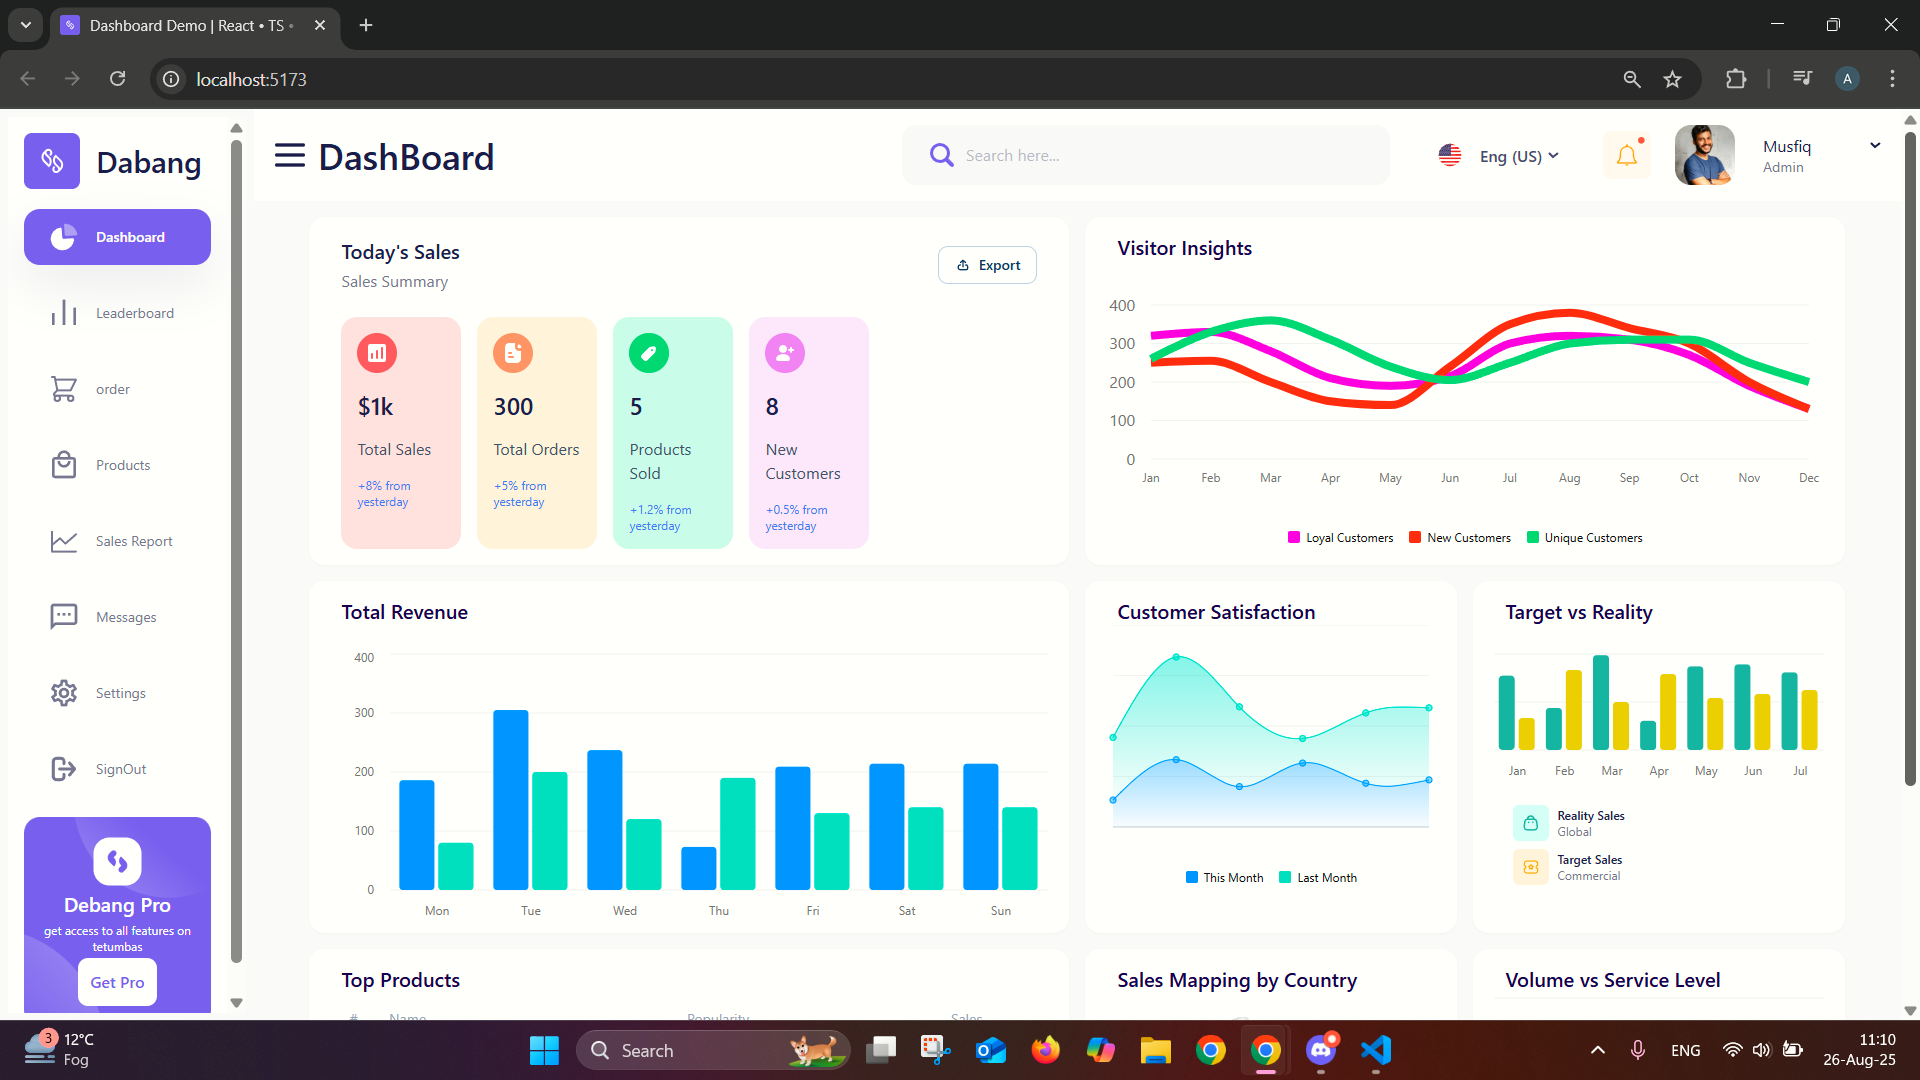 Dashboard Demo | React • TS •
localhost:5173
A
Dabang
DashBoard
Search here...
Eng (US)
Musfiq
Admin
Dashboard
Leaderboard
order
Products
Sales Report
Messages
Settings
SignOut
Debang Pro
get access to all features on
tetumbas
Get Pro
Today's Sales
Sales Summary
Export
$1k
Total Sales
+8% from
yesterday
300
Total Orders
+5% from
yesterday
5
Products
Sold
+1.2% from
yesterday
8
New
Customers
+0.5% from
yesterday
Visitor Insights
400
300
200
100
0
Jan Feb Mar Apr May Jun Jul Aug Sep Oct Nov Dec
Loyal Customers New Customers Unique Customers
Total Revenue
400
300
200
100
0
Mon Tue Wed Thu Fri Sat Sun
Customer Satisfaction
This Month Last Month
Target vs Reality
Jan Feb Mar Apr May Jun Jul
Reality Sales
Global
Target Sales
Commercial
Top Products
# Name Popularity Sales
Sales Mapping by Country
Volume vs Service Level
3
12°C
Fog
Search
ENG
11:10
26-Aug-25